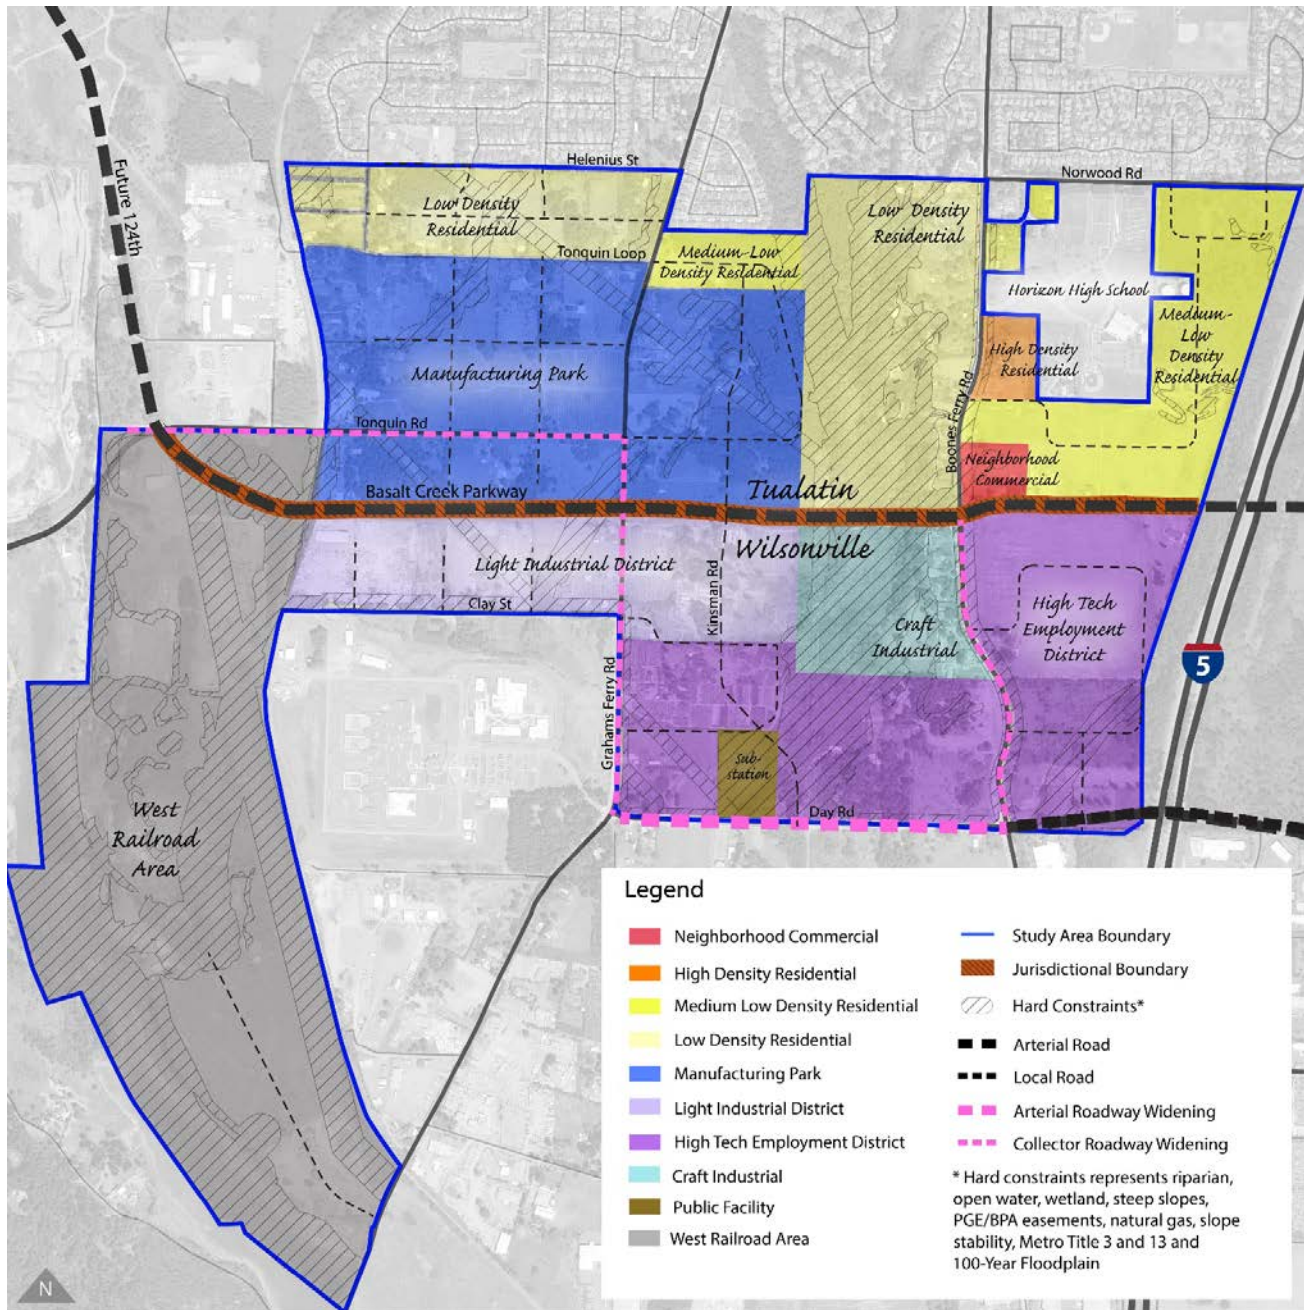 Helenius St
Norwood Rd
Future 124th
Low Density
Residential
Low Density
Residential
Tonquin Loop
Medium-Low
Density Residential
Horizon High School
Medium-
Low
Density
Residential
High Density
Residential
Manufacturing Park
Boones Ferry Rd
Tonquin Rd
Neighborhood
Commercial
Basalt Creek Parkway
Tualatin
Wilsonville
Light Industrial District
Kinsman Rd
Clay St
Craft
Industrial
High Tech
Employment
District
5
Grahams Ferry Rd
Sub-
station
Day Rd
West
Railroad
Area
Legend
Neighborhood Commercial
High Density Residential
Medium Low Density Residential
Low Density Residential
Manufacturing Park
Light Industrial District
High Tech Employment District
Craft Industrial
Public Facility
West Railroad Area
Study Area Boundary
Jurisdictional Boundary
Hard Constraints*
Arterial Road
Local Road
Arterial Roadway Widening
Collector Roadway Widening
* Hard constraints represents riparian,
open water, wetland, steep slopes,
PGE/BPA easements, natural gas, slope
stability, Metro Title 3 and 13 and
100-Year Floodplain
N